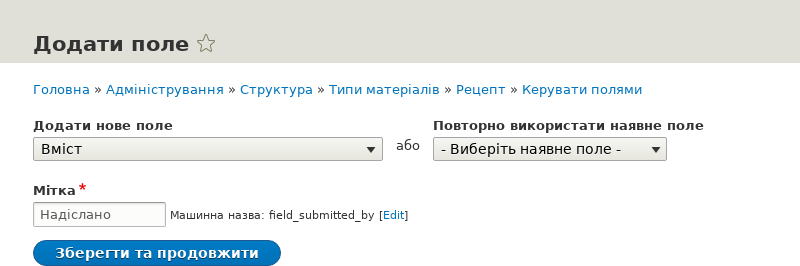 Додати поле
Головна » Адміністрування » Структура » Типи матеріалів » Рецепт » Керувати полями
Додати нове поле
Вміст
або
Повторно використати наявне поле
- Виберіть наявне поле -
Мітка*
Надіслано Машинна назва: field_submitted_by [Edit]
Зберегти та продовжити